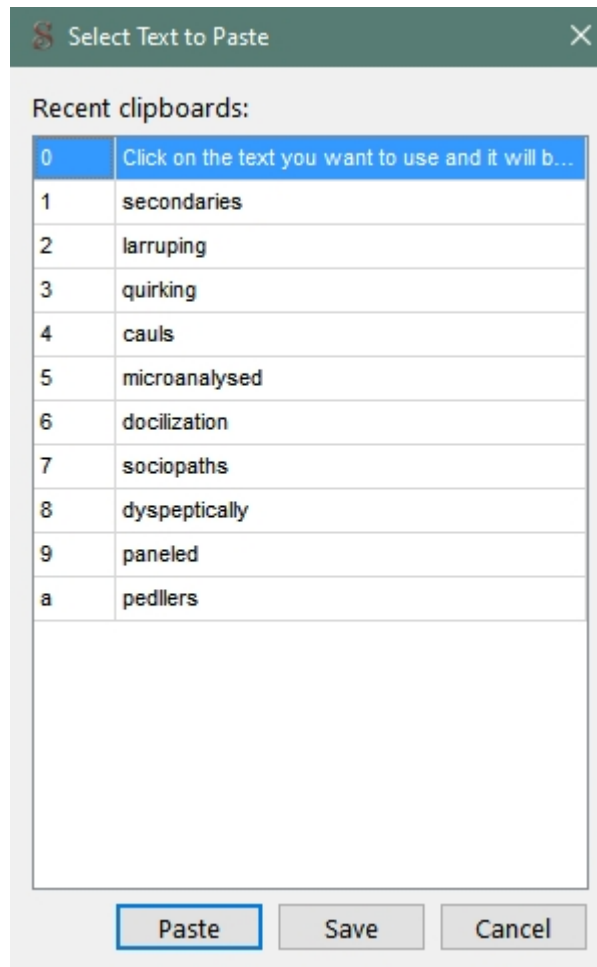 Select Text to Paste
Recent clipboards:
0 Click on the text you want to use and it will b...
1 secondaries
2 larruping
3 quirking
4 cauls
5 microanalysed
6 docilization
7 sociopaths
8 dyspeptically
9 paneled
a pedllers
Paste Save Cancel